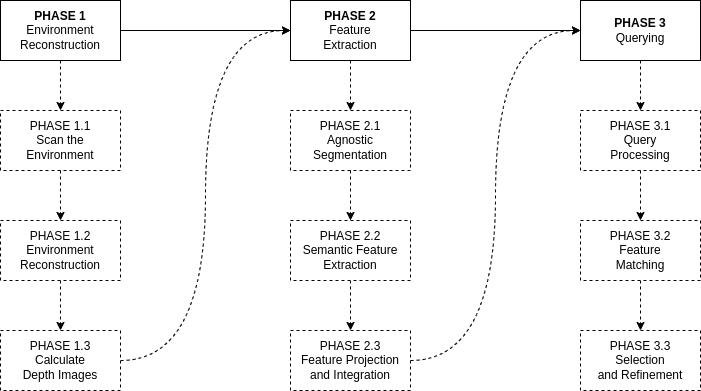 PHASE 1
Environment
Reconstruction
PHASE 1.1
Scan the
Environment
PHASE 1.2
Environment
Reconstruction
PHASE 1.3
Calculate
Depth Images
PHASE 2
Feature
Extraction
PHASE 2.1
Agnostic
Segmentation
PHASE 2.2
Semantic Feature
Extraction
PHASE 2.3
Feature Projection
and Integration
PHASE 3
Querying
PHASE 3.1
Query
Processing
PHASE 3.2
Feature
Matching
PHASE 3.3
Selection
and Refinement